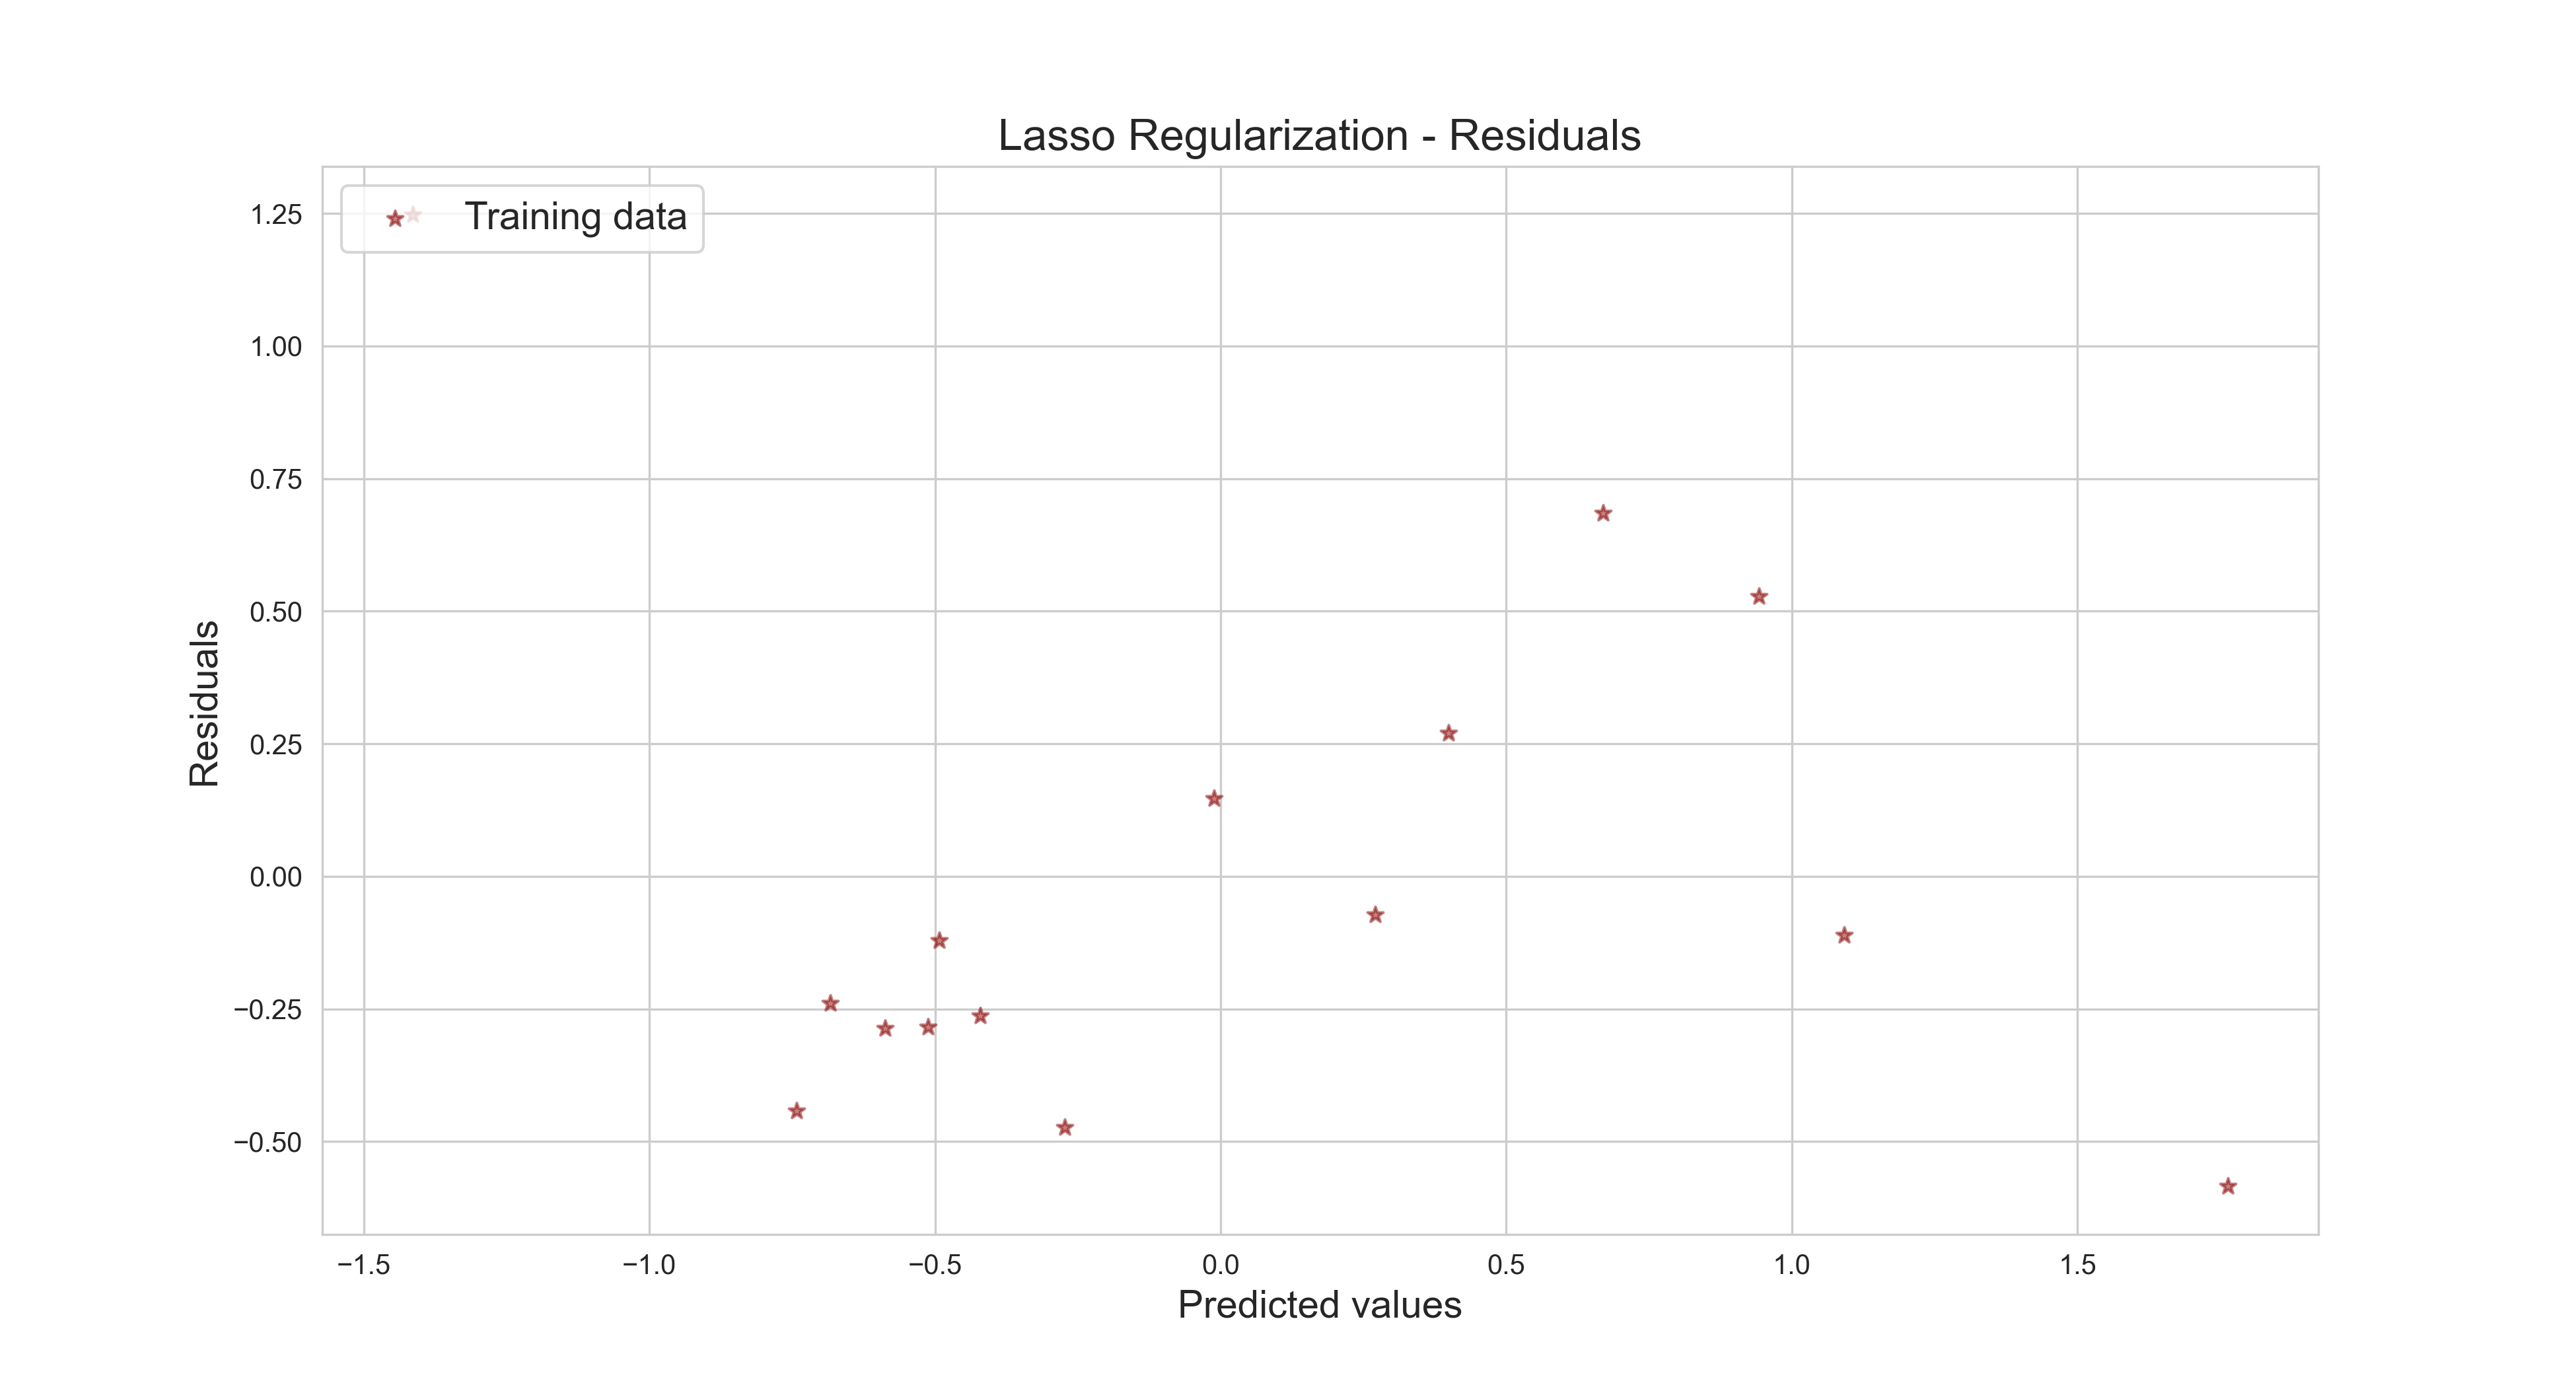 Lasso Regularization - Residuals
Training data
1.25
1.00
0.75
0.50
0.25
0.00
−0.25
−0.50
Residuals
−1.5 −1.0 −0.5 0.0 0.5 1.0 1.5
Predicted values